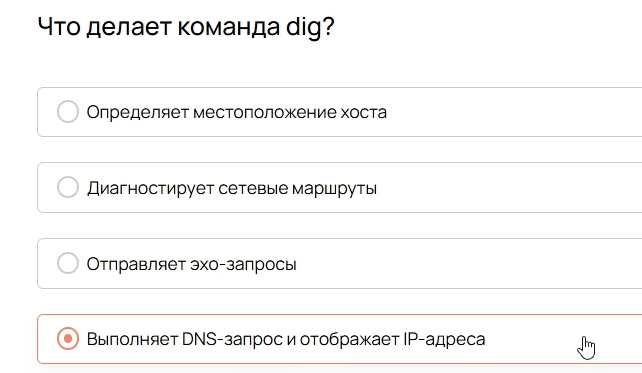 Что делает команда dig?
Определяет местоположение хоста
Диагностирует сетевые маршруты
Отправляет эхо-запросы
Выполняет DNS-запрос и отображает IP-адреса